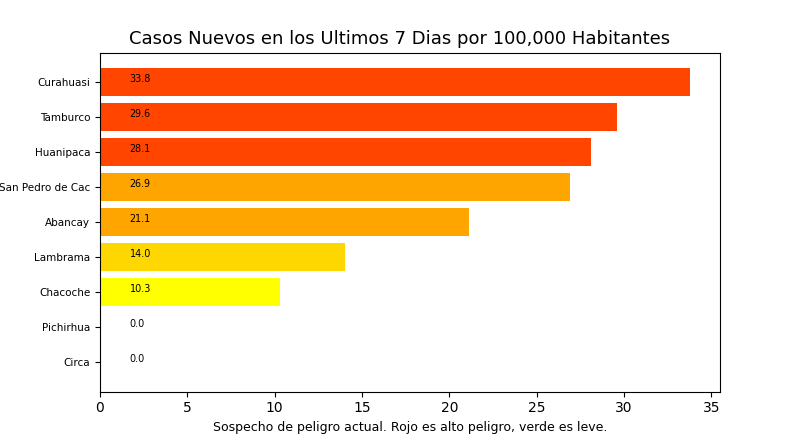 Casos Nuevos en los Ultimos 7 Dias por 100,000 Habitantes
Curahuasi 33.8
Tamburco 29.6
Huanipaca 28.1
San Pedro de Cac 26.9
Abancay 21.1
Lambrama 14.0
Chacoche 10.3
Pichirhua 0.0
Circa 0.0
0 5 10 15 20 25 30 35
Sospecho de peligro actual. Rojo es alto peligro, verde es leve.